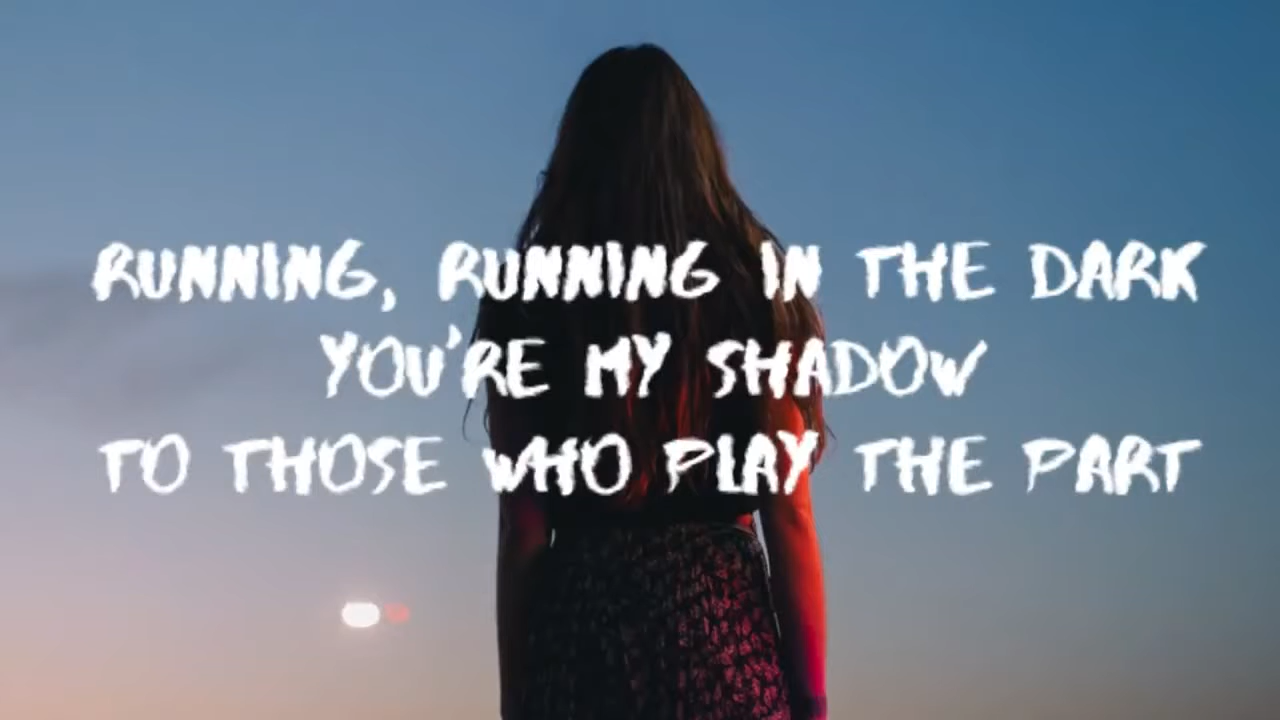 RUNNING, RUNNING IN THE DARK
YOU'RE MY SHADOW
TO THOSE WHO PLAY THE PART